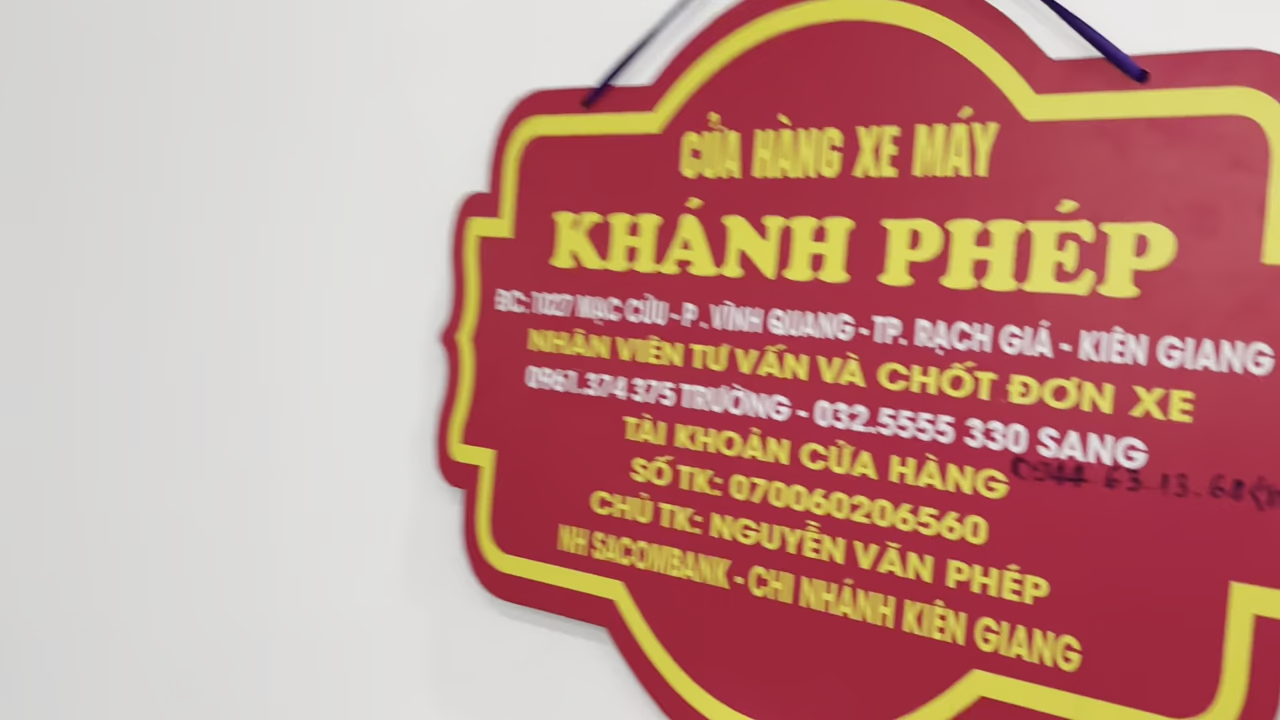 CỬA HÀNG XE MÁY
KHÁNH PHÉP
ĐC: 1027 MẠC CỬU - P. VĨNH QUANG - TP. RẠCH GIÁ - KIÊN GIANG
NHÂN VIÊN TƯ VẤN VÀ CHỐT ĐƠN XE
0961.374 375 TRƯỜNG - 032.5555 330 SANG
TÀI KHOẢN CỬA HÀNG
SỐ TK: 070060206560
CHỦ TK: NGUYỄN VĂN PHÉP
NH SACOMBANK - CHI NHÁNH KIÊN GIANG